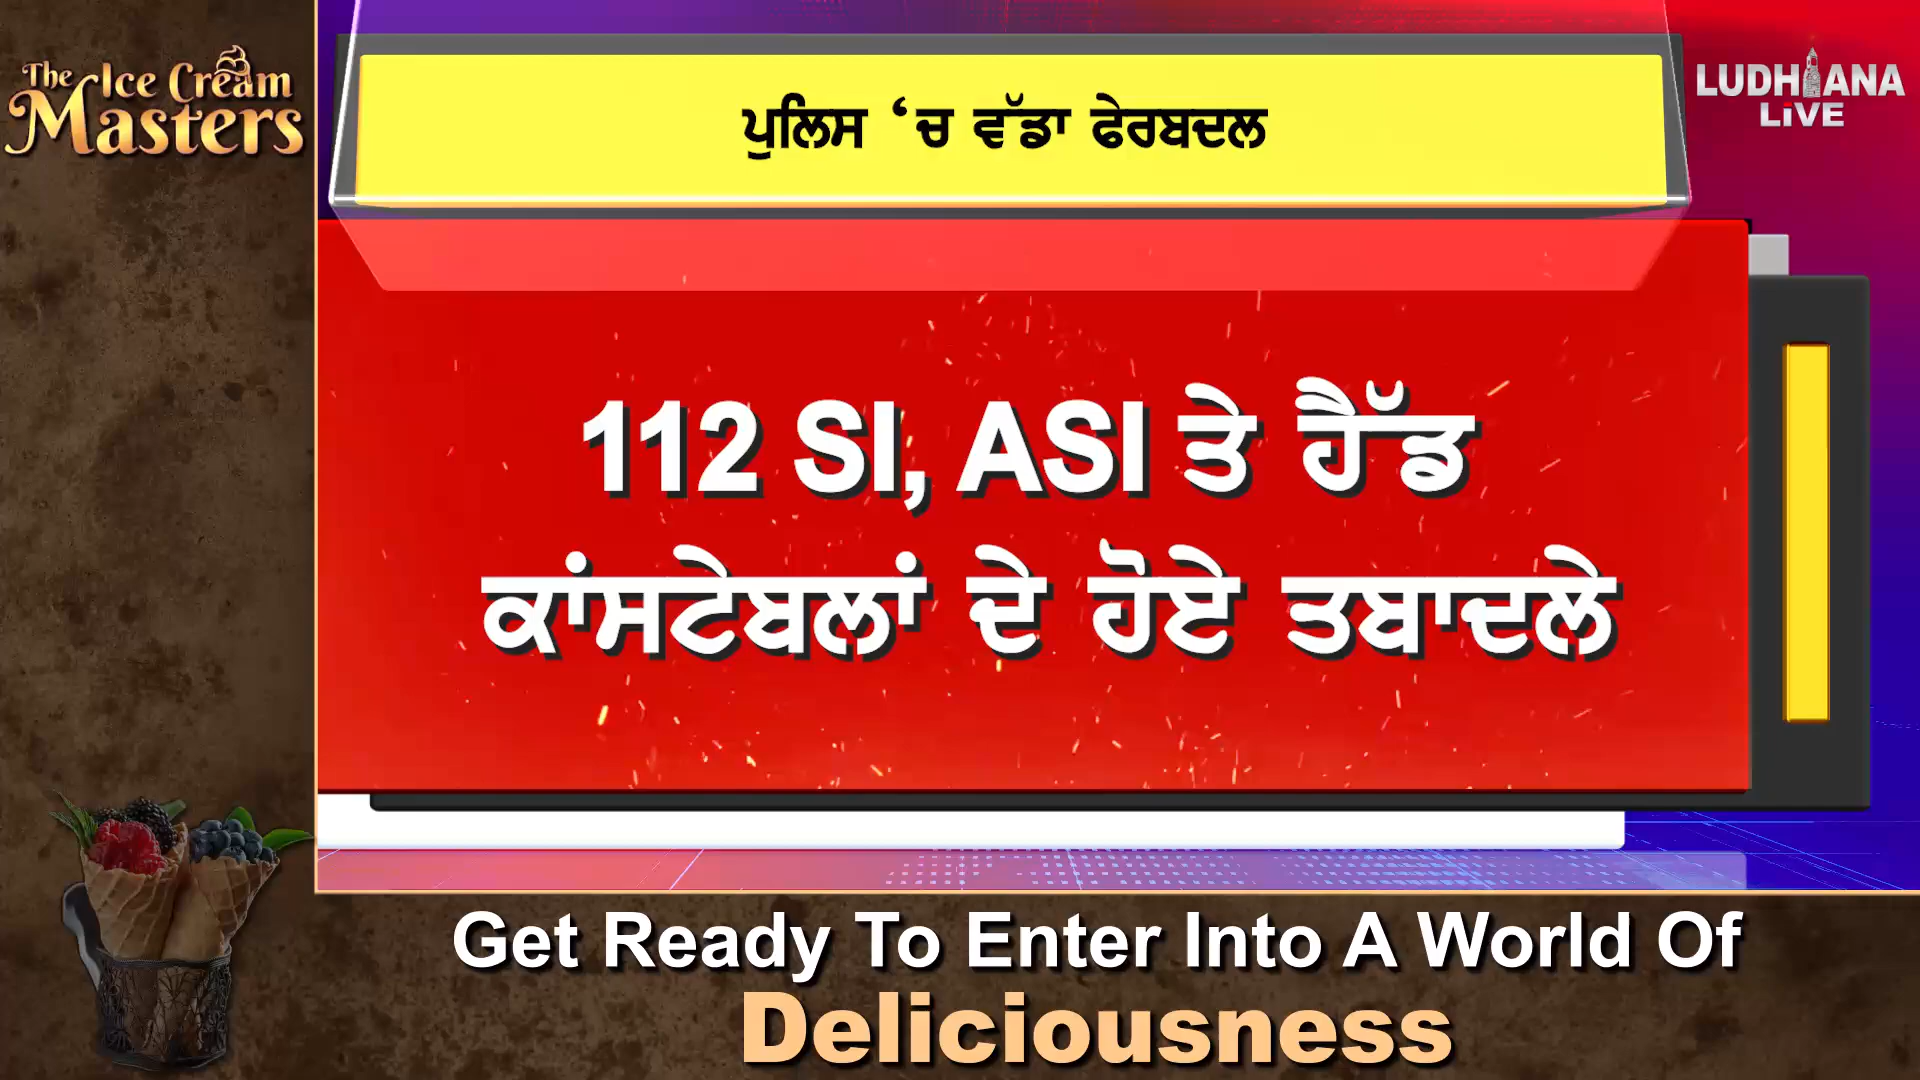 The Ice Cream
Masters
ਪੁਲਿਸ ‘ਚ ਵੱਡਾ ਫੇਰਬਦਲ
LUDHIANA
LiVE
112 SI, ASI ਤੇ ਹੈੱਡ
ਕਾਂਸਟੇਬਲਾਂ ਦੇ ਹੋਏ ਤਬਾਦਲੇ
Get Ready To Enter Into A World Of
Deliciousness